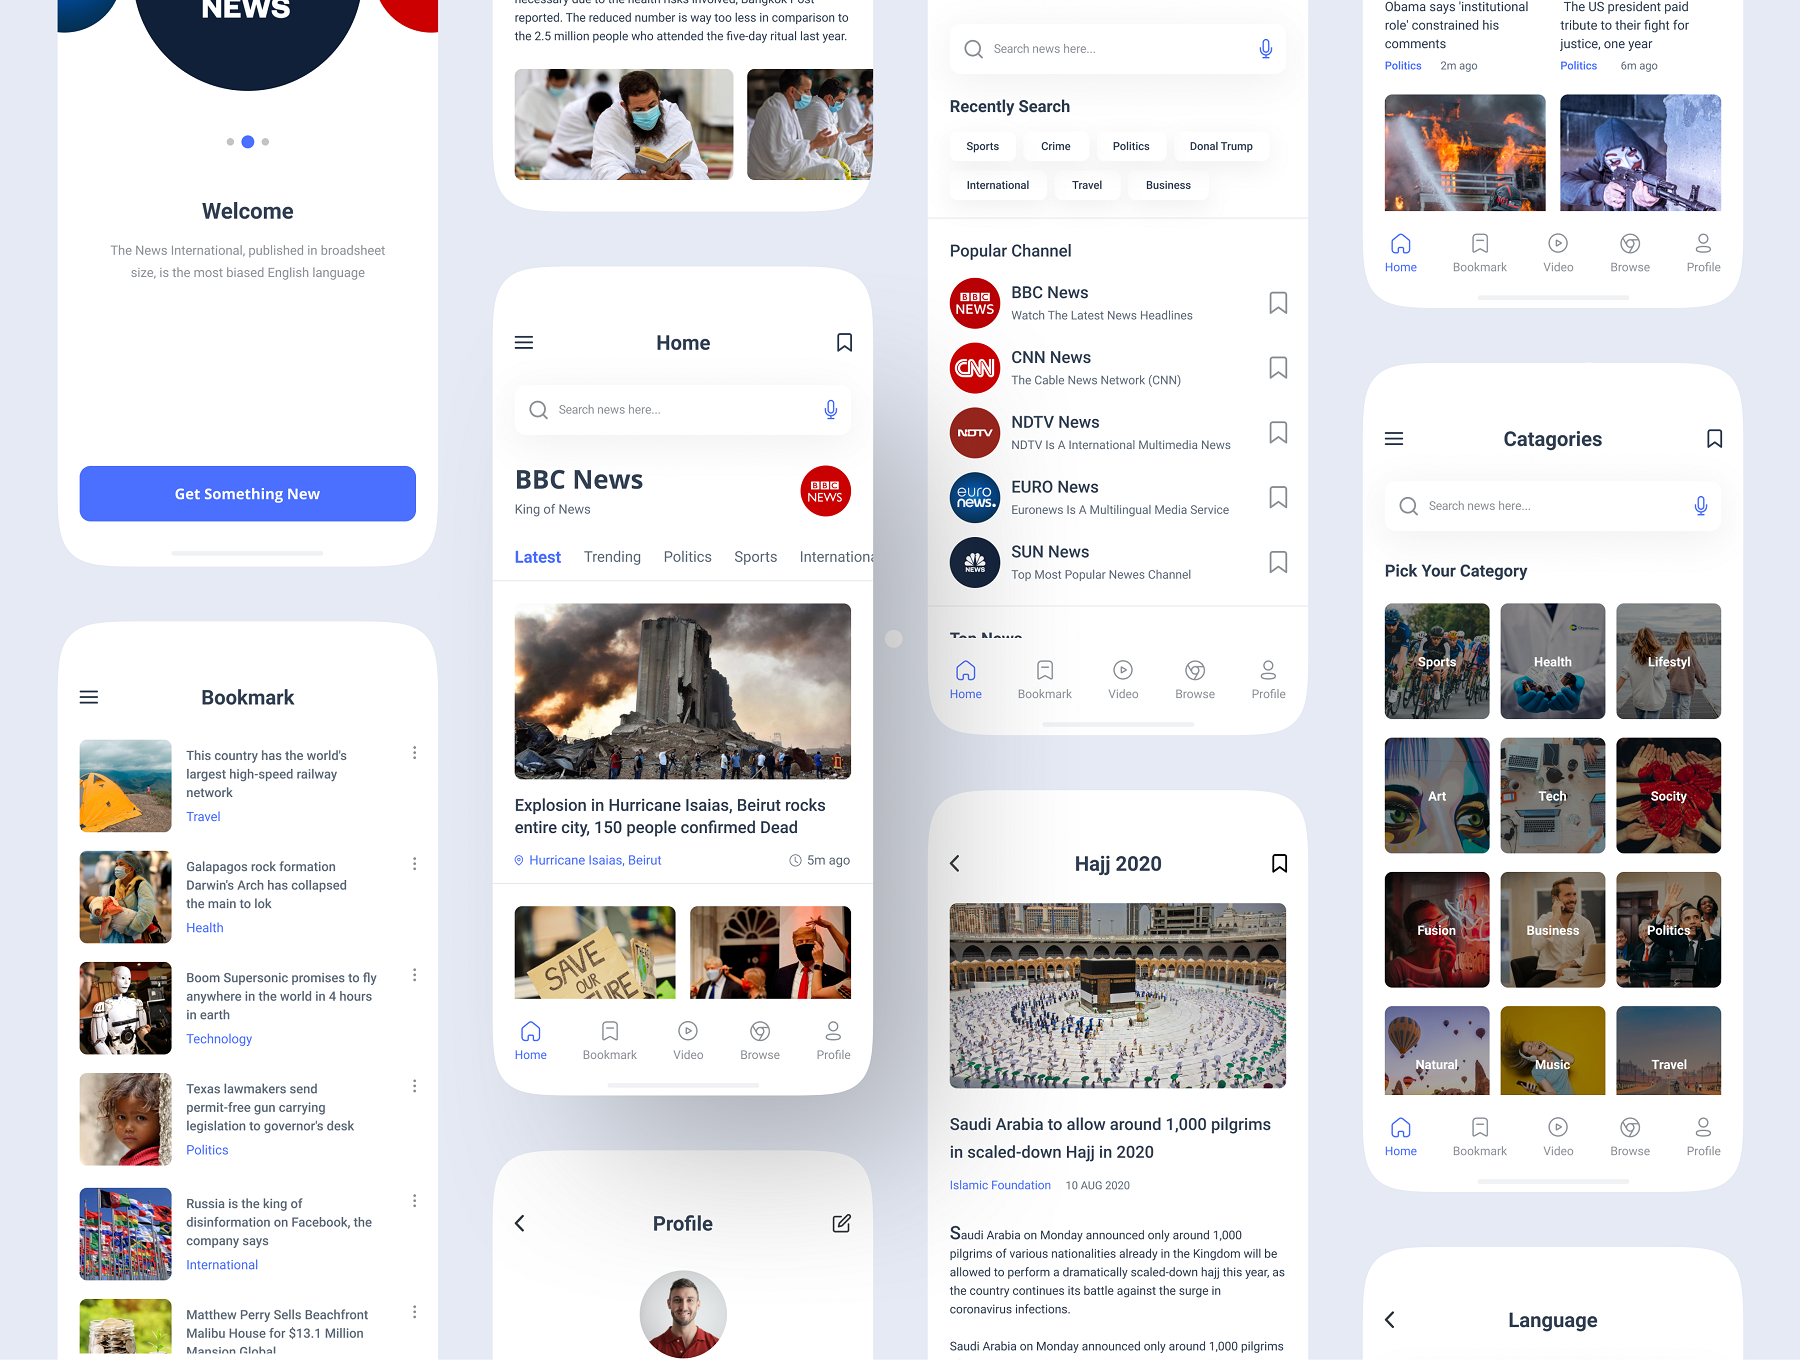 NEWS
Welcome
The News International, published in broadsheet
size, is the most biased English language
Get Something New
Bookmark
This country has the world's
largest high-speed railway
network
Travel
Galapagos rock formation
Darwin's Arch has collapsed
the main to lok
Health
Boom Supersonic promises to fly
anywhere in the world in 4 hours
in earth
Technology
Texas lawmakers send
permit-free gun carrying
legislation to governor's desk
Politics
Russia is the king of
disinformation on Facebook, the
company says
International
Matthew Perry Sells Beachfront
Malibu House for $13.1 Million
Mansion Global
necessary due to the health risks involved, Bangkok Post
reported. The reduced number is way too less in comparison to
the 2.5 million people who attended the five-day ritual last year.
Home
Search news here...
BBC News
King of News
BBC
NEWS
Latest Trending Politics Sports Internationa
Explosion in Hurricane Isaias, Beirut rocks
entire city, 150 people confirmed Dead
Hurricane Isaias, Beirut 5m ago
SAVE
OUR
Home Bookmark Video Browse Profile
Profile
Search news here...
Recently Search
Sports Crime Politics Donal Trump
International Travel Business
Popular Channel
BBC
NEWS
BBC News
Watch The Latest News Headlines
CNN
CNN News
The Cable News Network (CNN)
NDTV
NDTV News
NDTV Is A International Multimedia News
euro
news.
EURO News
Euronews Is A Multilingual Media Service
NEWS
SUN News
Top Most Popular Newes Channel
Top News
Home Bookmark Video Browse Profile
Hajj 2020
Saudi Arabia to allow around 1,000 pilgrims
in scaled-down Hajj in 2020
Islamic Foundation 10 AUG 2020
Saudi Arabia on Monday announced only around 1,000
pilgrims of various nationalities already in the Kingdom will be
allowed to perform a dramatically scaled-down hajj this year, as
the country continues its battle against the surge in
coronavirus infections.
Saudi Arabia on Monday announced only around 1,000 pilgrims
Obama says 'institutional
role' constrained his
comments
Politics 2m ago
The US president paid
tribute to their fight for
justice, one year
Politics 6m ago
Home Bookmark Video Browse Profile
Catagories
Search news here...
Pick Your Category
Sports Health Lifestyl
Art Tech Socity
Fusion Business Politics
Natural Music Travel
Home Bookmark Video Browse Profile
Language